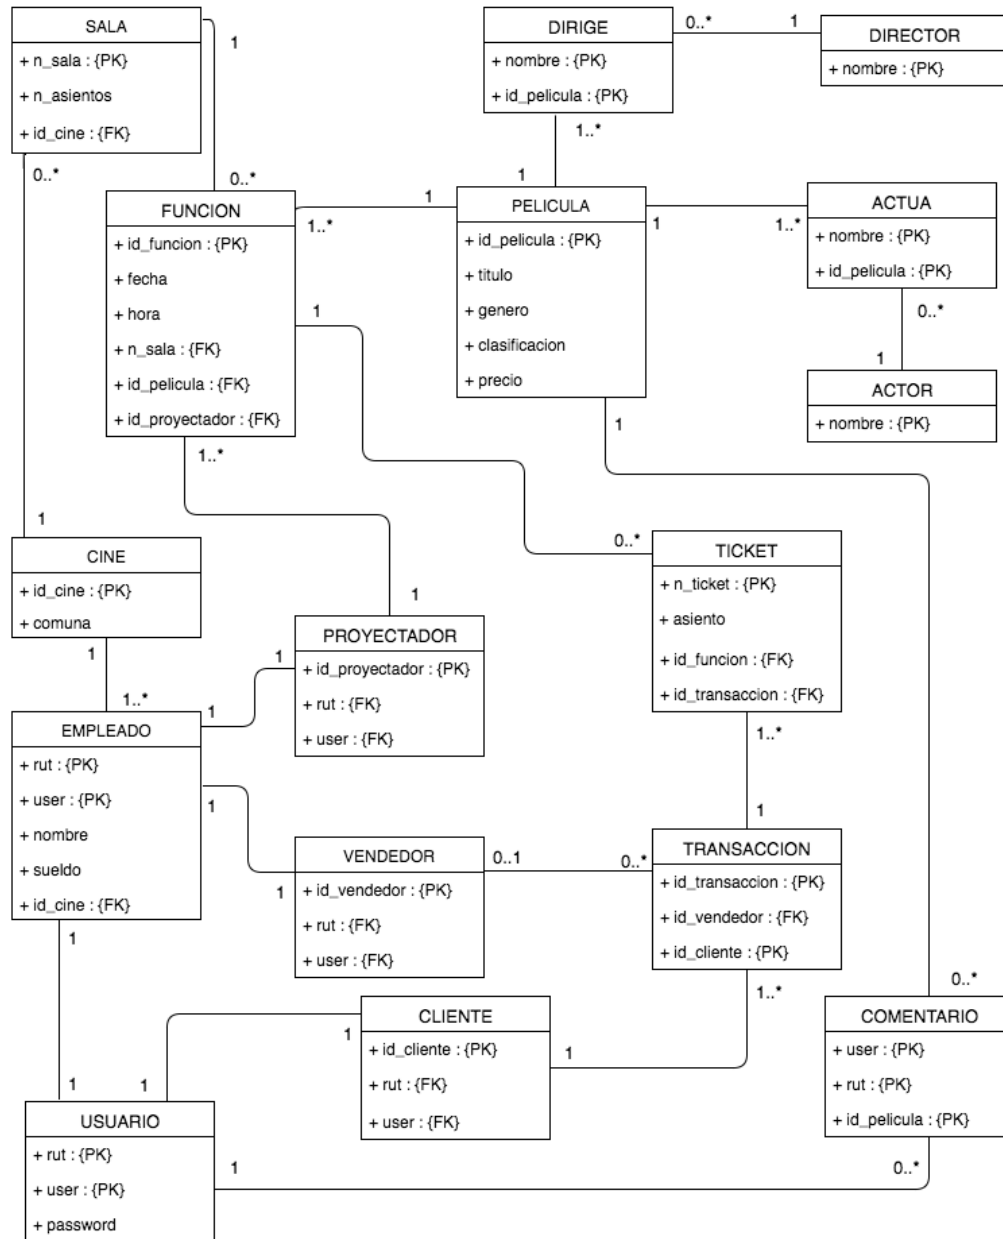 SALA
+ n_sala : {PK}
+ n_asientos
+ id_cine : {FK}
1
0..*
0..*
DIRIGE
+ nombre : {PK}
+ id_pelicula : {PK}
0..*
1
1..*
1
DIRECTOR
+ nombre : {PK}
FUNCION
+ id_funcion : {PK}
+ fecha
+ hora
+ n_sala : {FK}
+ id_pelicula : {FK}
+ id_proyectador : {FK}
1..*
1
1
1..*
PELICULA
+ id_pelicula : {PK}
+ titulo
+ genero
+ clasificacion
+ precio
1
1..*
1
ACTUA
+ nombre : {PK}
+ id_pelicula : {PK}
0..*
1
ACTOR
+ nombre : {PK}
1
CINE
+ id_cine : {PK}
+ comuna
1
1..*
0..*
TICKET
+ n_ticket : {PK}
+ asiento
+ id_funcion : {FK}
+ id_transaccion : {FK}
1..*
1
1
PROYECTADOR
+ id_proyectador : {PK}
+ rut : {FK}
+ user : {FK}
1
1
EMPLEADO
+ rut : {PK}
+ user : {PK}
+ nombre
+ sueldo
+ id_cine : {FK}
1
1
1
VENDEDOR
+ id_vendedor : {PK}
+ rut : {FK}
+ user : {FK}
0..1
0..*
TRANSACCION
+ id_transaccion : {PK}
+ id_vendedor : {FK}
+ id_cliente : {PK}
1..*
CLIENTE
+ id_cliente : {PK}
+ rut : {FK}
+ user : {FK}
1
1
0..*
COMENTARIO
+ user : {PK}
+ rut : {PK}
+ id_pelicula : {PK}
0..*
1
1
1
USUARIO
+ rut : {PK}
+ user : {PK}
+ password